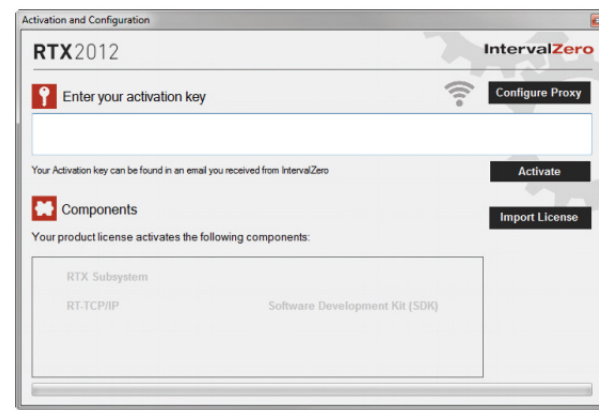 Activation and Configuration
RTX2012
IntervalZero
Enter your activation key
Configure Proxy
Your Activation key can be found in an email you received from IntervalZero
Activate
Components
Import License
Your product license activates the following components:
RTX Subsystem
RT-TCP/IP Software Development Kit (SDK)